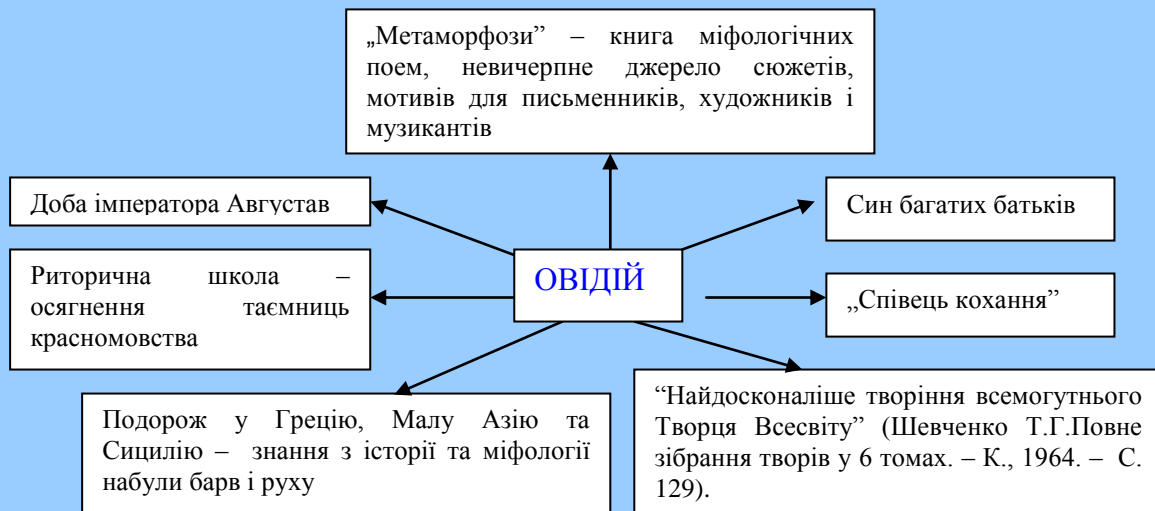 „Метаморфози” – книга міфологічних
поем, невичерпне джерело сюжетів,
мотивів для письменників, художників і
музикантів
Доба імператора Августав
Син багатих батьків
ОВІДІЙ
Риторична школа –
осягнення таємниць
красномовства
„Співець кохання”
Подорож у Грецію, Малу Азію та
Сицилію – знання з історії та міфології
набули барв і руху
“Найдосконаліше творіння всемогутнього
Творця Всесвіту” (Шевченко Т.Г.Повне
зібрання творів у 6 томах. – К., 1964. – С.
129).